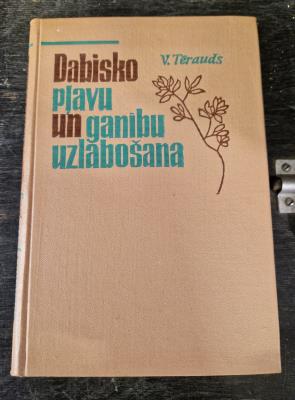 V. Tērauds
Dabisko
pļavu
un ganību
uzlabošana